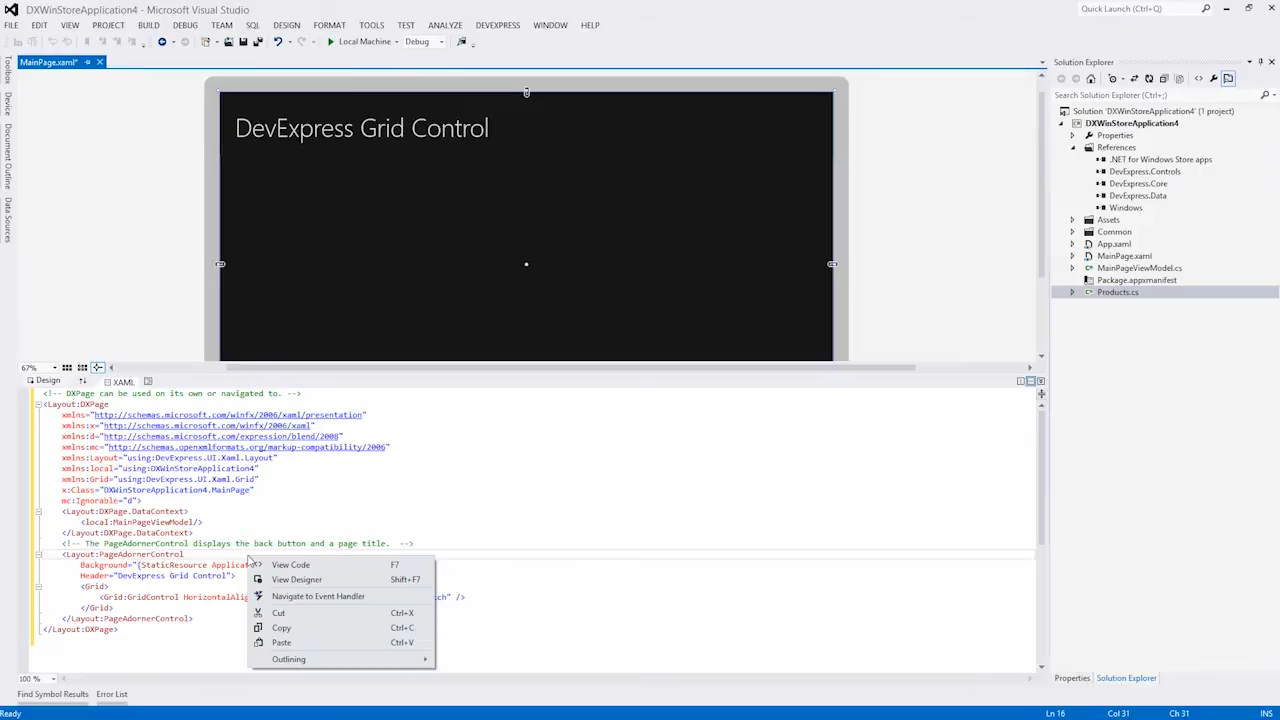 DXWinStoreApplication4 - Microsoft Visual Studio
Quick Launch (Ctrl+Q)
FILE EDIT VIEW PROJECT BUILD DEBUG TEAM SQL DESIGN FORMAT TOOLS TEST ANALYZE DEVEXPRESS WINDOW HELP
Local Machine Debug
MainPage.xaml*
Toolbox
Device
Document Outline
Data Sources
DevExpress Grid Control
67%
Design XAML
<!-- DXPage can be used on its own or navigated to. -->
<Layout:DXPage
xmlns="http://schemas.microsoft.com/winfx/2006/xaml/presentation"
xmlns:x="http://schemas.microsoft.com/winfx/2006/xaml"
xmlns:d="http://schemas.microsoft.com/expression/blend/2008"
xmlns:mc="http://schemas.openxmlformats.org/markup-compatibility/2006"
xmlns:Layout="using:DevExpress.UI.Xaml.Layout"
xmlns:local="using:DXWinStoreApplication4"
xmlns:Grid="using:DevExpress.UI.Xaml.Grid"
x:Class="DXWinStoreApplication4.MainPage"
mc:Ignorable="d">
<Layout:DXPage.DataContext>
<local:MainPageViewModel/>
</Layout:DXPage.DataContext>
<!-- The PageAdornerControl displays the back button and a page title. -->
<Layout:PageAdornerControl
Background="{StaticResource Applicat
Header="DevExpress Grid Control">
<Grid>
<Grid:GridControl HorizontalAlig ch" />
</Grid>
</Layout:PageAdornerControl>
</Layout:DXPage>
View Code F7
View Designer Shift+F7
Navigate to Event Handler
Cut Ctrl+X
Copy Ctrl+C
Paste Ctrl+V
Outlining
100 %
Find Symbol Results Error List
Solution Explorer
Search Solution Explorer (Ctrl+;)
Solution 'DXWinStoreApplication4' (1 project)
DXWinStoreApplication4
Properties
References
.NET for Windows Store apps
DevExpress.Controls
DevExpress.Core
DevExpress.Data
Windows
Assets
Common
App.xaml
MainPage.xaml
MainPageViewModel.cs
Package.appxmanifest
Products.cs
Properties Solution Explorer
Ready Ln 16 Col 31 Ch 31 INS